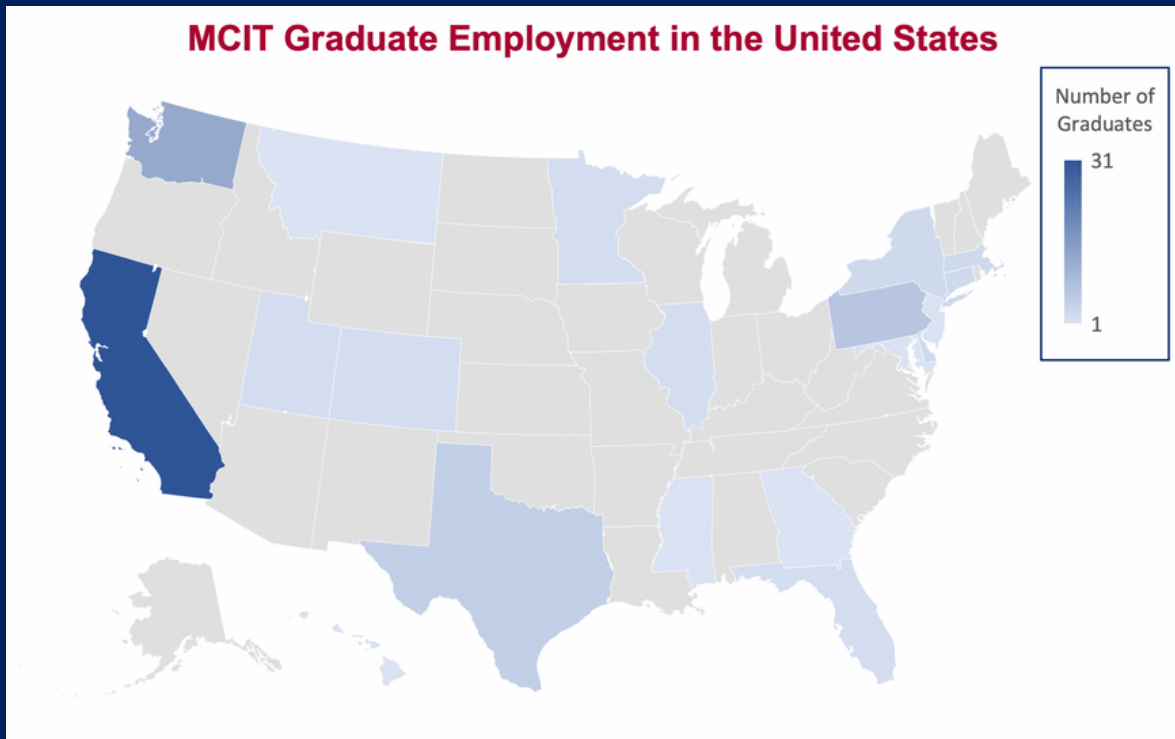 MCIT Graduate Employment in the United States
Number of
Graduates
31
1